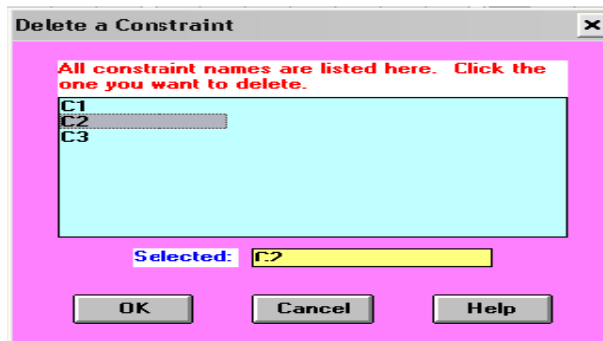 Delete a Constraint
All constraint names are listed here. Click the
one you want to delete.
C1
C2
C3
Selected: C2
OK Cancel Help